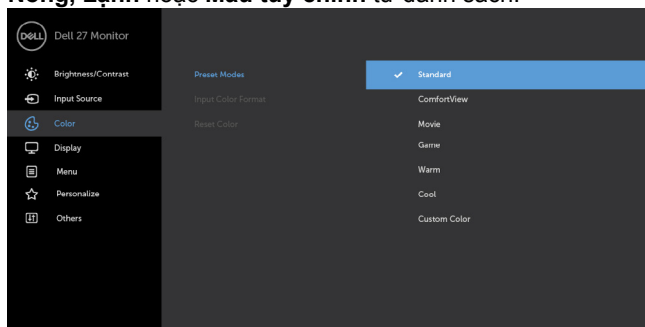 Nóng, Lạnh hoặc Màu tùy chỉnh từ danh sách.
DELL Dell 27 Monitor
Brightness/Contrast Preset Modes ✓ Standard
Input Source Input Color Format ComfortView
Color Reset Color Movie
Display Game
Menu Warm
Personalize Cool
Others Custom Color